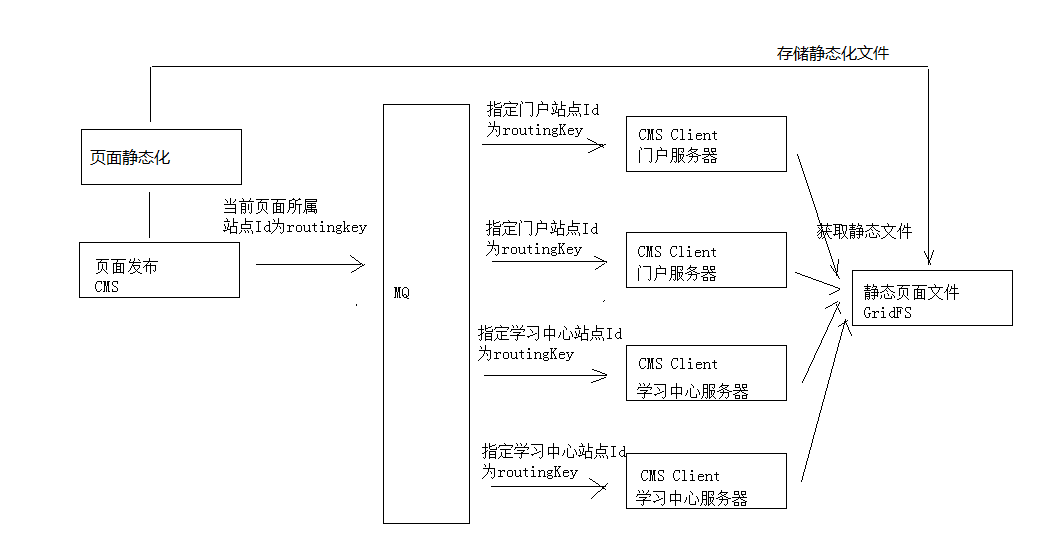 存储静态化文件
页面静态化
当前页面所属
站点Id为routingkey
页面发布
CMS
MQ
指定门户站点Id
为routingKey
CMS Client
门户服务器
指定门户站点Id
为routingKey
CMS Client
门户服务器
指定学习中心站点Id
为routingKey
CMS Client
学习中心服务器
指定学习中心站点Id
为routingKey
CMS Client
学习中心服务器
获取静态文件
静态页面文件
GridFS